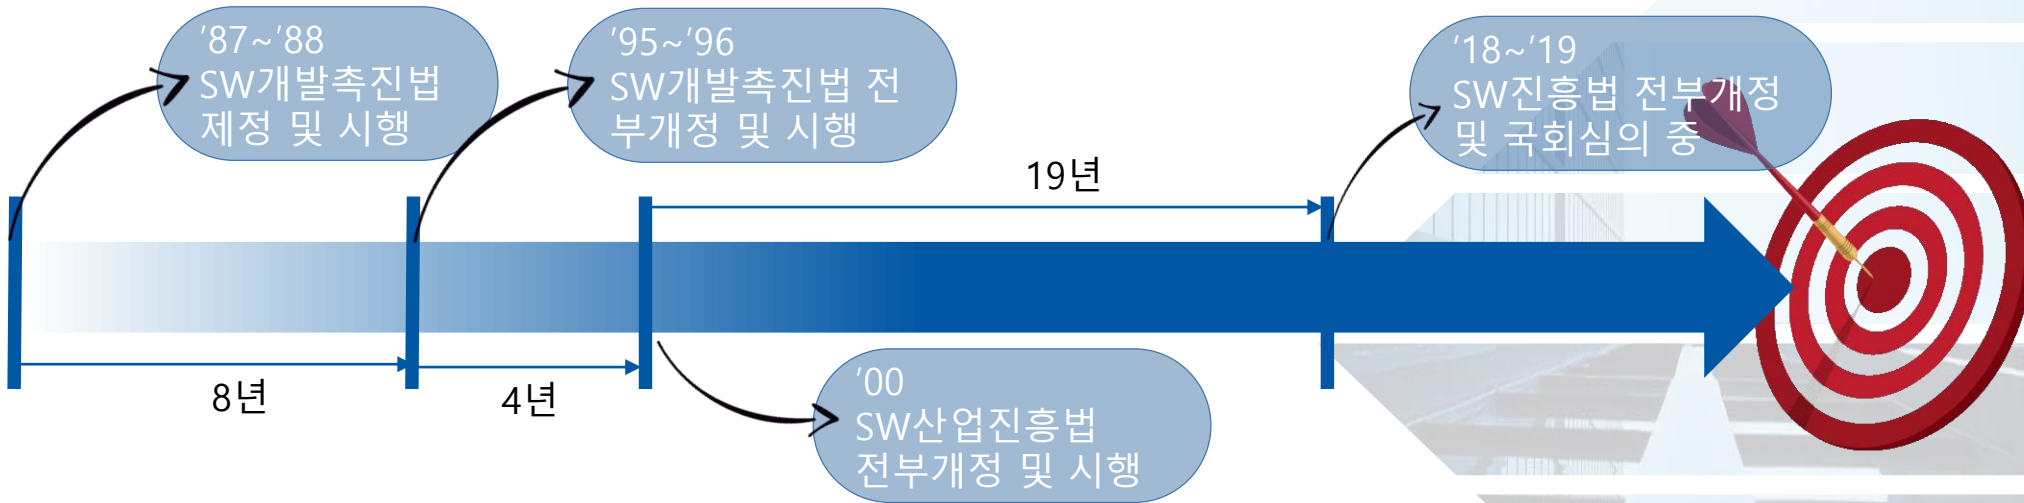 '87~'88
SW개발촉진법
제정 및 시행
'95~'96
SW개발촉진법 전
부개정 및 시행
'18~'19
SW진흥법 전부개정
및 국회심의 중
19년
8년
4년
'00
SW산업진흥법
전부개정 및 시행